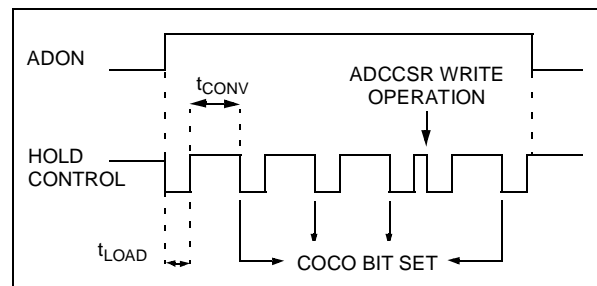 ADON
ADCCSR WRITE
OPERATION
tCONV
HOLD
CONTROL
tLOAD
COCO BIT SET